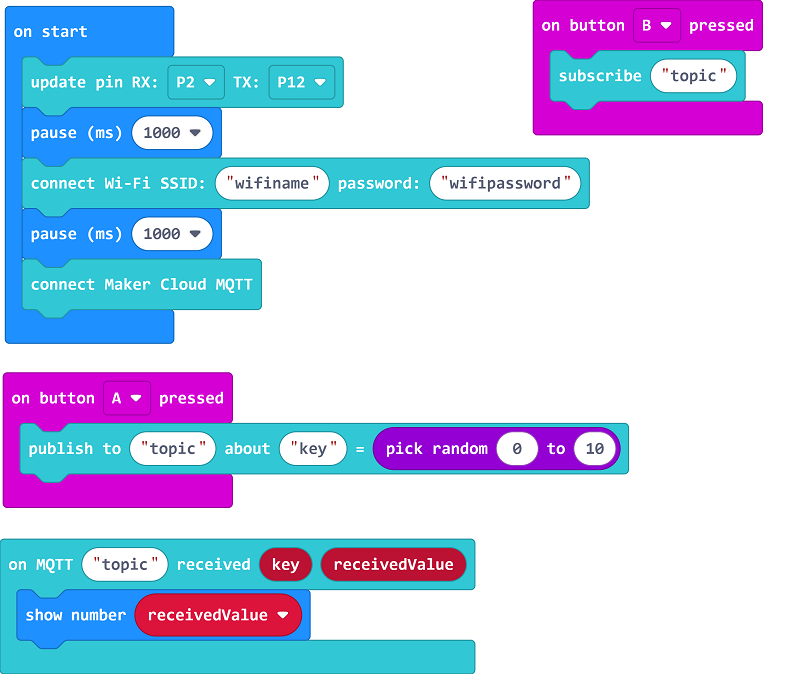 on start
update pin RX: P2 TX: P12
pause (ms) 1000
connect Wi-Fi SSID: "wifiname" password: "wifipassword"
pause (ms) 1000
connect Maker Cloud MQTT
on button B pressed
subscribe "topic"
on button A pressed
publish to "topic" about "key" = pick random 0 to 10
on MQTT "topic" received key receivedValue
show number receivedValue